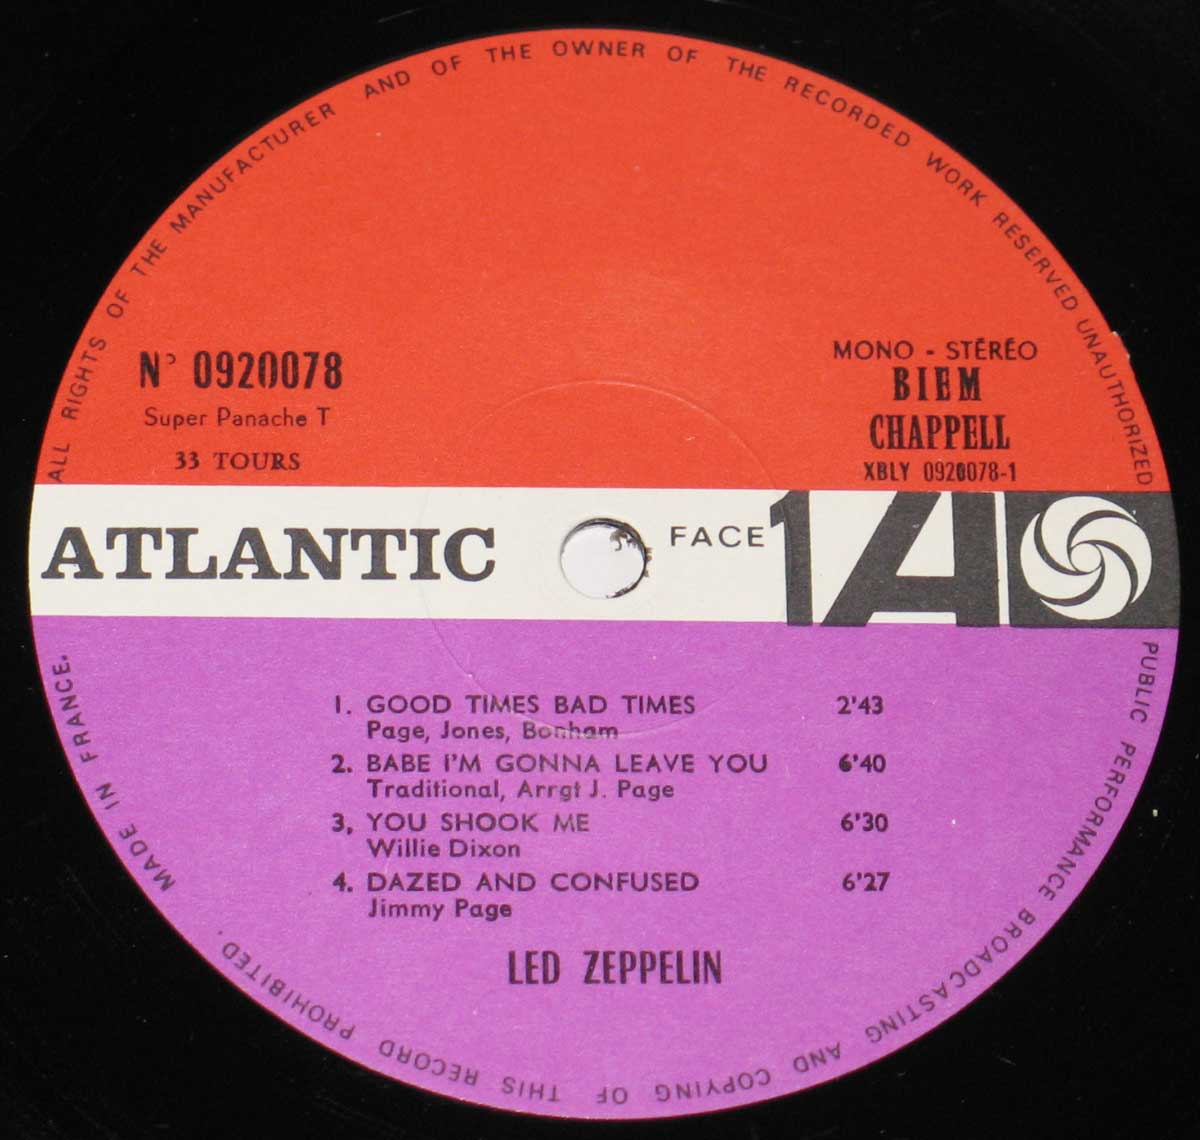 ALL RIGHTS OF THE MANUFACTURER AND OF THE OWNER OF THE RECORDED WORK RESERVED UNAUTHORIZED
PUBLIC PERFORMANCE BROADCASTING AND COPYING OF THIS RECORD PROHIBITED.
MADE IN FRANCE.
N° 0920078
Super Panache T
33 TOURS
MONO - STÉRÉO
BIEM
CHAPPELL
XBLY 0920078-1
ATLANTIC
FACE 1
A
1. GOOD TIMES BAD TIMES 2'43
Page, Jones, Bonham
2. BABE I'M GONNA LEAVE YOU 6'40
Traditional, Arrgt J. Page
3, YOU SHOOK ME 6'30
Willie Dixon
4. DAZED AND CONFUSED 6'27
Jimmy Page
LED ZEPPELIN